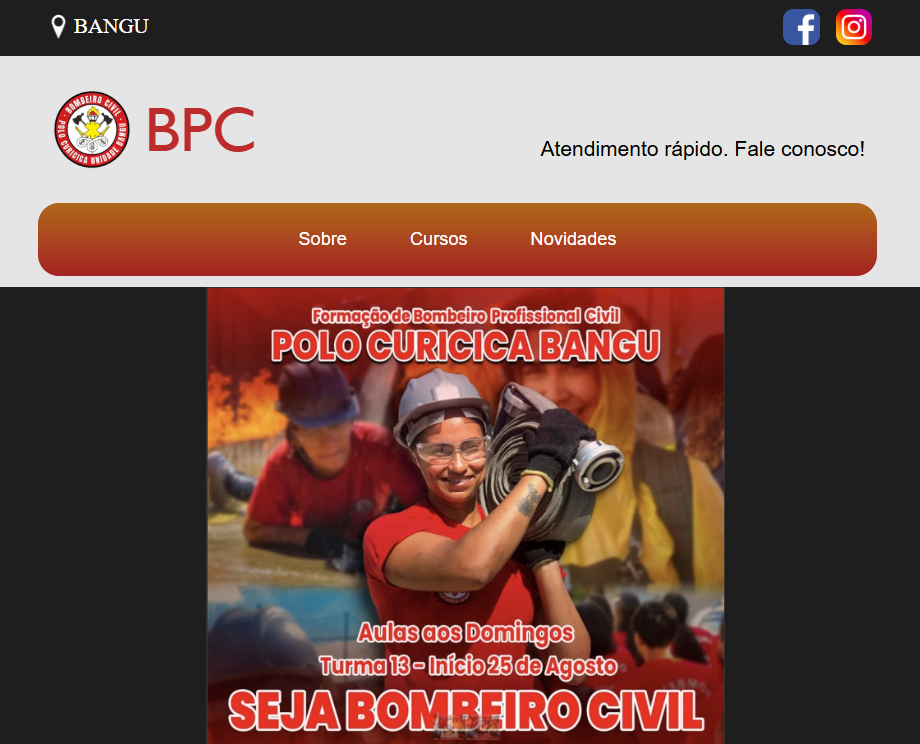 BANGU
BOMBEIRO CIVIL
POLO CURICICA UNIDADE BANGU
BPC
Atendimento rápido. Fale conosco!
Sobre
Cursos
Novidades
Formação de Bombeiro Profissional Civil
POLO CURICICA BANGU
Aulas aos Domingos
Turma 13 - Início 25 de Agosto
SEJA BOMBEIRO CIVIL